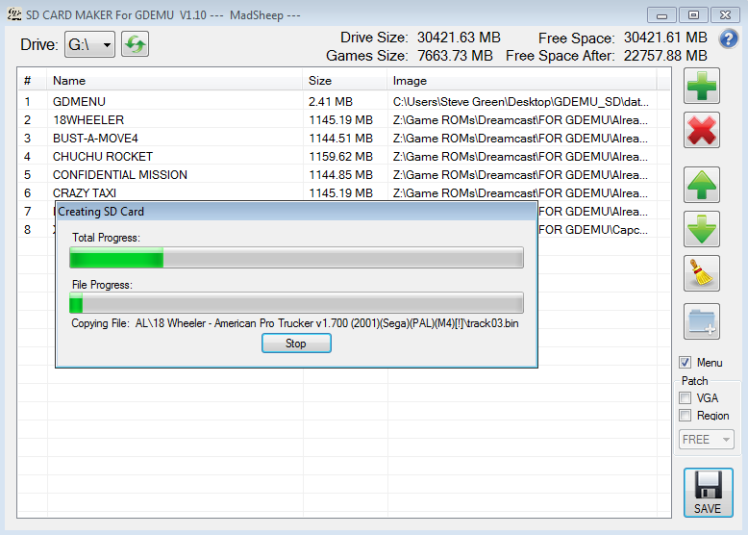 SD CARD MAKER For GDEMU V1.10 --- MadSheep ---
Drive: G:\
Drive Size: 30421.63 MB Free Space: 30421.61 MB
Games Size: 7663.73 MB Free Space After: 22757.88 MB
# Name Size Image
1 GDMENU 2.41 MB C:\Users\Steve Green\Desktop\GDEMU_SD\dat...
2 18WHEELER 1145.19 MB Z:\Game ROMs\Dreamcast\FOR GDEMU\Alrea...
3 BUST-A-MOVE4 1144.51 MB Z:\Game ROMs\Dreamcast\FOR GDEMU\Alrea...
4 CHUCHU ROCKET 1159.62 MB Z:\Game ROMs\Dreamcast\FOR GDEMU\Alrea...
5 CONFIDENTIAL MISSION 1144.85 MB Z:\Game ROMs\Dreamcast\FOR GDEMU\Alrea...
6 CRAZY TAXI 1145.19 MB Z:\Game ROMs\Dreamcast\FOR GDEMU\Alrea...
7 FOR GDEMU\Alrea...
8 FOR GDEMU\Capc...
Creating SD Card
Total Progress:
File Progress:
Copying File: AL\18 Wheeler - American Pro Trucker v1.700 (2001)(Sega)(PAL)(M4)[!]\track03.bin
Stop
Menu
Patch
VGA
Region
FREE
SAVE